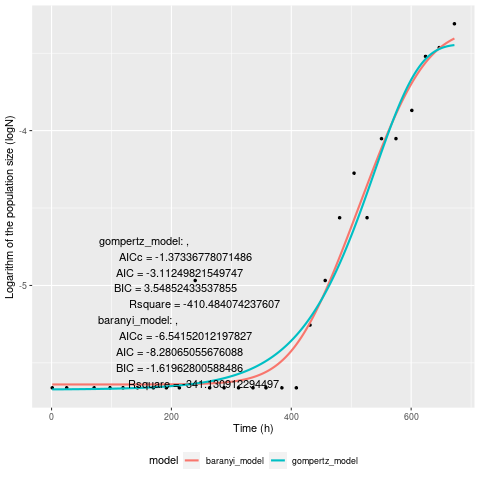 Logarithm of the population size (logN)
-4
-5
gompertz_model: ,
AICc = -1.37336778071486
AIC = -3.11249821549747
BIC = 3.54852433537855
Rsquare = -410.484074237607
baranyi_model: ,
AICc = -6.54152012197827
AIC = -8.28065055676088
BIC = -1.61962800588486
Rsquare = -341.190912294497
0 200 400 600
Time (h)
model baranyi_model gompertz_model